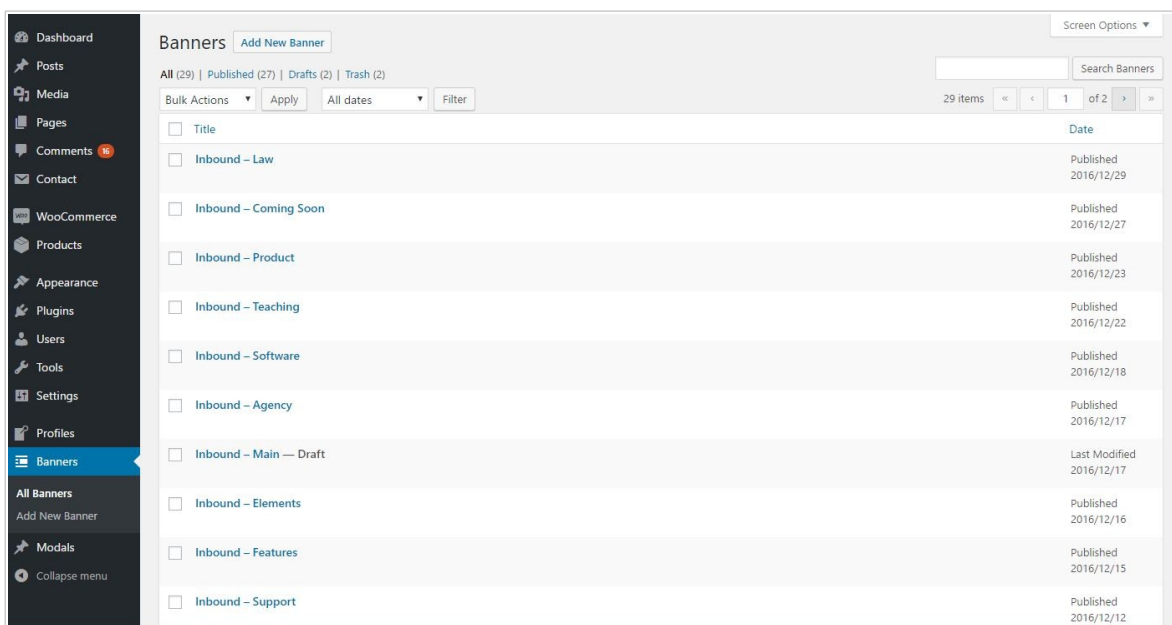 Dashboard
Posts
Media
Pages
Comments 16
Contact
WooCommerce
Products
Appearance
Plugins
Users
Tools
Settings
Profiles
Banners
All Banners
Add New Banner
Modals
Collapse menu
Screen Options ▼
Banners Add New Banner
All (29) | Published (27) | Drafts (2) | Trash (2)
Search Banners
Bulk Actions ▼ Apply All dates ▼ Filter 29 items « ‹ 1 of 2 › »
Title Date
Inbound – Law Published
2016/12/29
Inbound – Coming Soon Published
2016/12/27
Inbound – Product Published
2016/12/23
Inbound – Teaching Published
2016/12/22
Inbound – Software Published
2016/12/18
Inbound – Agency Published
2016/12/17
Inbound – Main — Draft Last Modified
2016/12/17
Inbound – Elements Published
2016/12/16
Inbound – Features Published
2016/12/15
Inbound – Support Published
2016/12/12